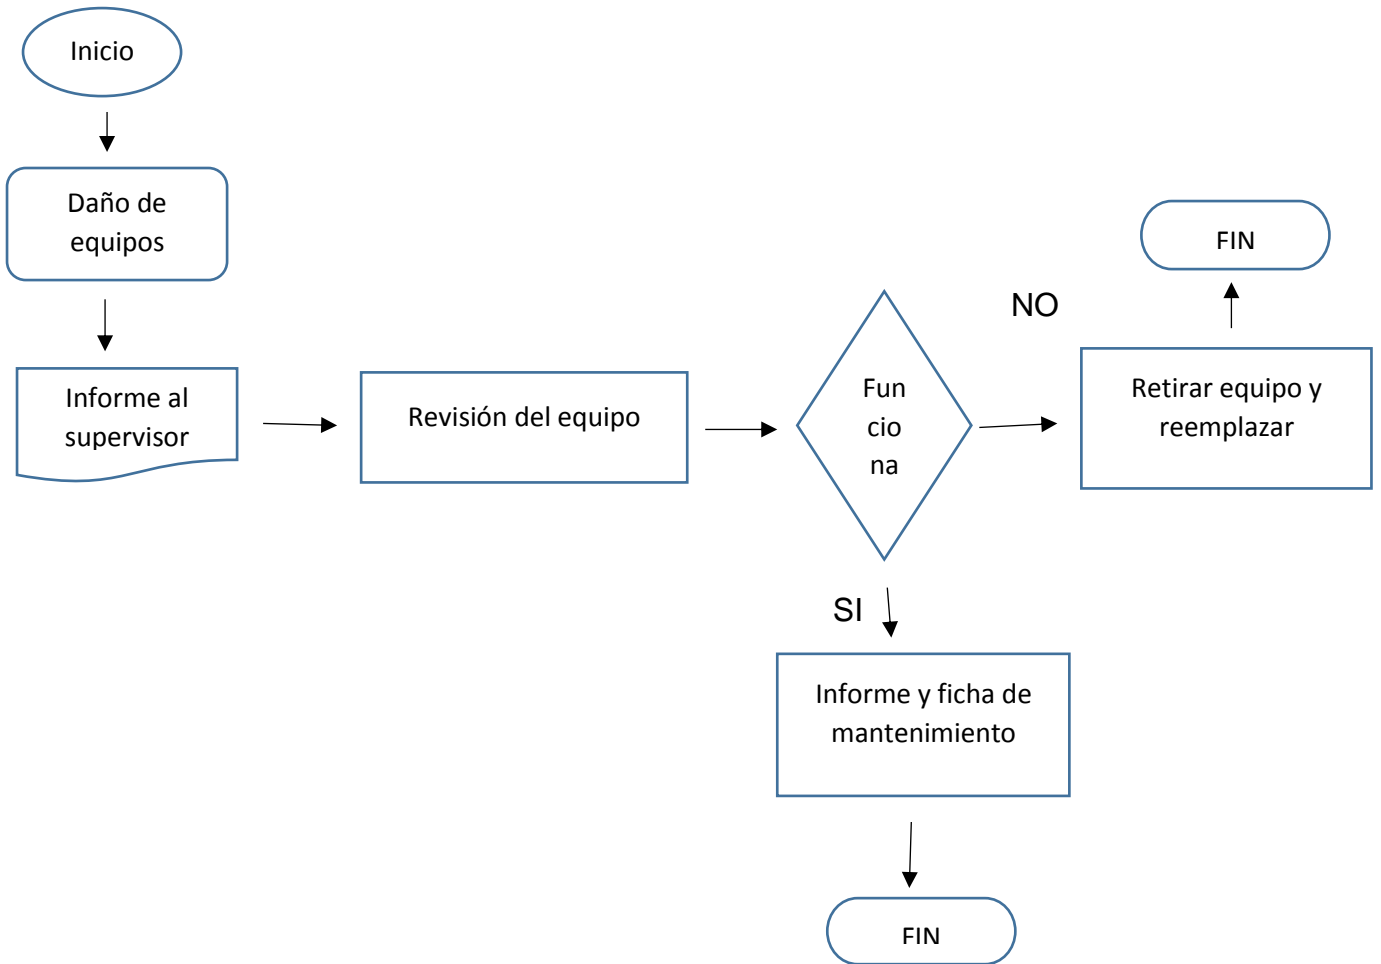 Inicio
Daño de
equipos
Informe al
supervisor
Revisión del equipo
Fun
cio
na
NO
Retirar equipo y
reemplazar
FIN
SI
Informe y ficha de
mantenimiento
FIN